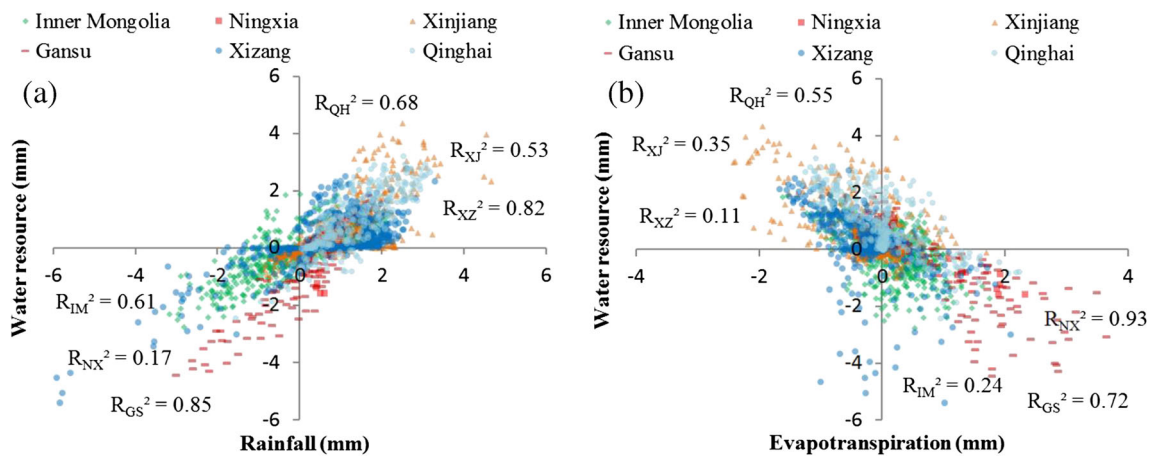 Inner Mongolia Ningxia Xinjiang
Gansu Xizang Qinghai
(a)
R_QH² = 0.68
R_XJ² = 0.53
R_XZ² = 0.82
R_IM² = 0.61
R_NX² = 0.17
R_GS² = 0.85
Water resource (mm)
6
4
2
0
-2
-4
-6
-6 -4 -2 0 2 4 6
Rainfall (mm)
Inner Mongolia Ningxia Xinjiang
Gansu Xizang Qinghai
(b)
R_QH² = 0.55
R_XJ² = 0.35
R_XZ² = 0.11
R_NX² = 0.93
R_IM² = 0.24
R_GS² = 0.72
Water resource (mm)
6
4
2
0
-2
-4
-6
-4 -2 0 2 4
Evapotranspiration (mm)